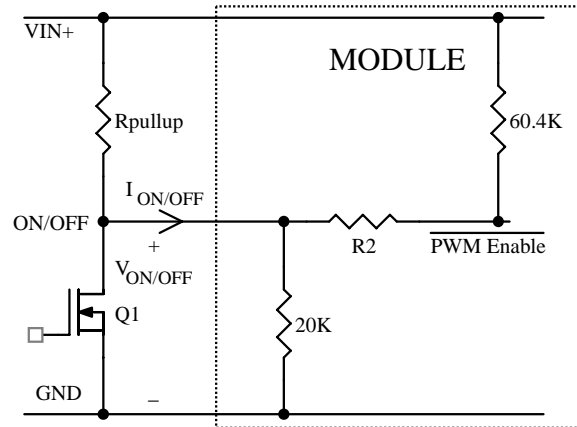 VIN+
MODULE
Rpullup
60.4K
I ON/OFF
ON/OFF
+
R2
PWM Enable
V ON/OFF
Q1
20K
GND
_